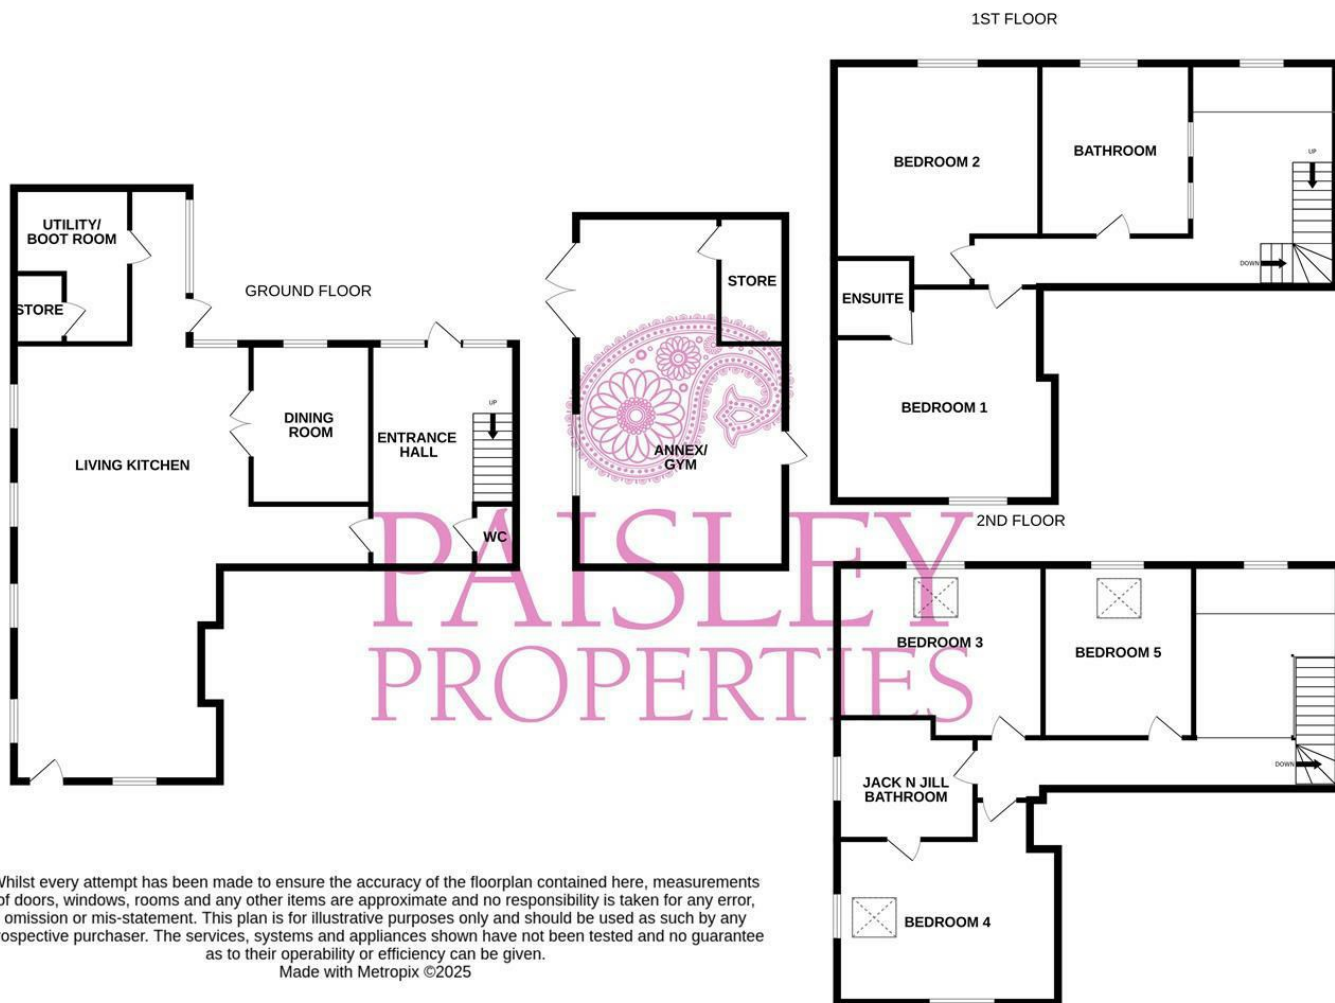 1ST FLOOR
BEDROOM 2
BATHROOM
UP
DOWN
ENSUITE
BEDROOM 1
UTILITY/
BOOT ROOM
STORE
GROUND FLOOR
LIVING KITCHEN
DINING
ROOM
ENTRANCE
HALL
UP
WC
STORE
ANNEX/
GYM
PAISLEY
PROPERTIES
2ND FLOOR
BEDROOM 3
BEDROOM 5
DOWN
JACK N JILL
BATHROOM
BEDROOM 4
Whilst every attempt has been made to ensure the accuracy of the floorplan contained here, measurements
of doors, windows, rooms and any other items are approximate and no responsibility is taken for any error,
omission or mis-statement. This plan is for illustrative purposes only and should be used as such by any
rospective purchaser. The services, systems and appliances shown have not been tested and no guarantee
as to their operability or efficiency can be given.
Made with Metropix ©2025